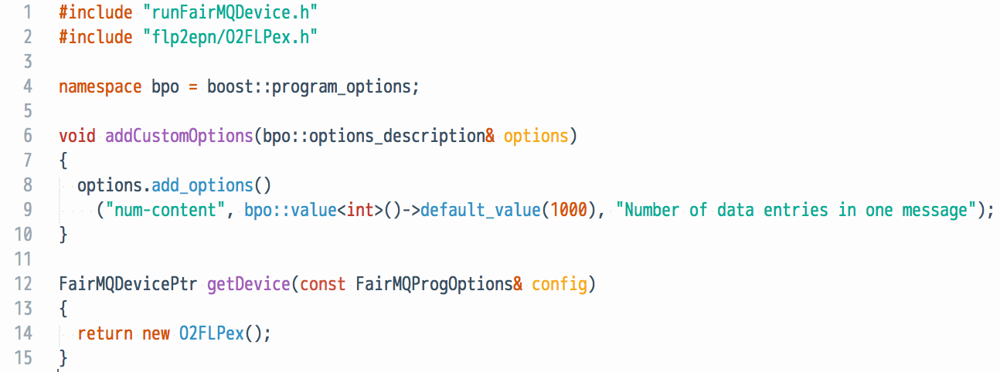 1 #include "runFairMQDevice.h"
2 #include "flp2epn/O2FLPex.h"
3
4 namespace bpo = boost::program_options;
5
6 void addCustomOptions(bpo::options_description& options)
7 {
8   options.add_options()
9     ("num-content", bpo::value<int>()->default_value(1000), "Number of data entries in one message");
10 }
11
12 FairMQDevicePtr getDevice(const FairMQProgOptions& config)
13 {
14   return new O2FLPex();
15 }